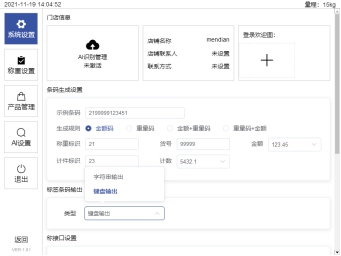 2021-11-19 14:04:52
量程: 15kg
系统设置
称重设置
产品管理
AI设置
退出
返回
门店信息
AI识别管理
未激活
店铺名称 meridian
店铺联系人 未设置
联系方式 未设置
登录欢迎图:
条码生成设置
示例条码 2199999123451
生成规则 金额码 重量码 金额+重量码 重量码+金额
称重标识 21 货号 99999 金额 123.45
计件标识 23 计数 5432.1
字符串输出
键盘输出
标签条码输出
类型 键盘输出
称接口设置